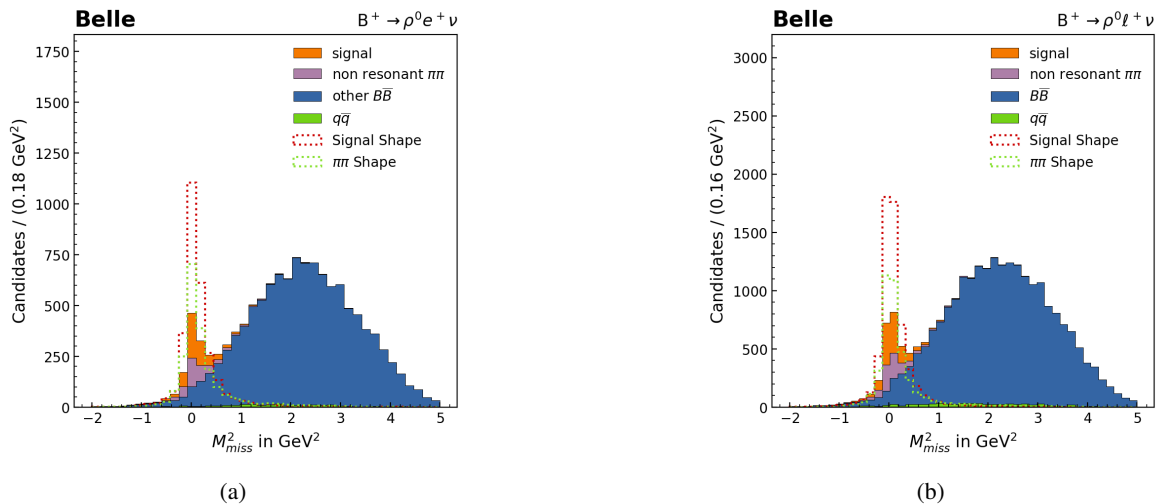 Belle B⁺ → ρ⁰e⁺ν
signal
non resonant ππ
other BB̅
qq̅
Signal Shape
ππ Shape
Candidates / (0.18 GeV²)
1750
1500
1250
1000
750
500
250
0
−2 −1 0 1 2 3 4 5
M²miss in GeV²
(a)
Belle B⁺ → ρ⁰ℓ⁺ν
signal
non resonant ππ
BB̅
qq̅
Signal Shape
ππ Shape
Candidates / (0.16 GeV²)
3000
2500
2000
1500
1000
500
0
−2 −1 0 1 2 3 4 5
M²miss in GeV²
(b)